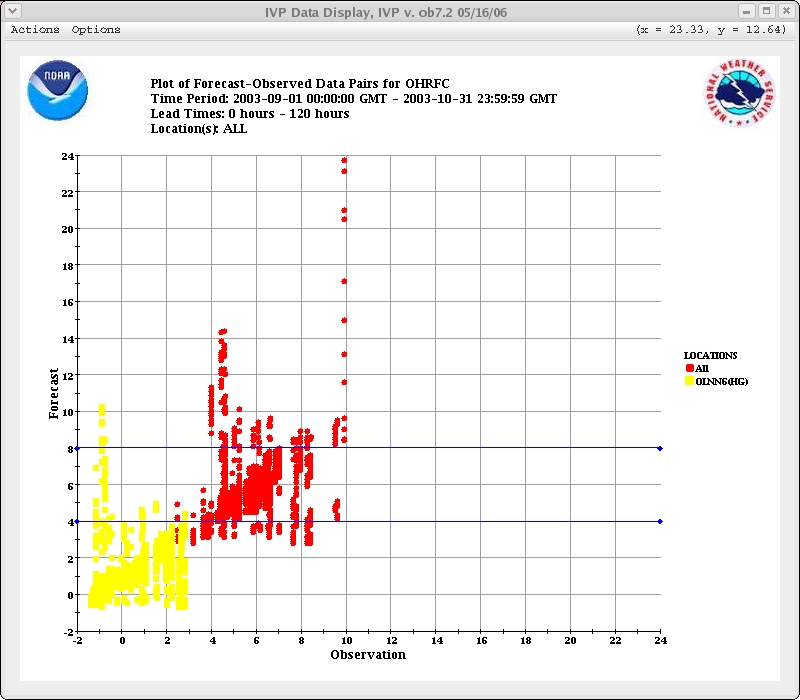 IVP Data Display, IVP v. ob7.2 05/16/06
Actions Options (x = 23.33, y = 12.64)
NOAA
NATIONAL WEATHER SERVICE
Plot of Forecast-Observed Data Pairs for OHRFC
Time Period: 2003-09-01 00:00:00 GMT - 2003-10-31 23:59:59 GMT
Lead Times: 0 hours - 120 hours
Location(s): ALL
24
22
20
18
16
14
12
10
8
6
4
2
0
-2
Forecast
-2 0 2 4 6 8 10 12 14 16 18 20 22 24
Observation
LOCATIONS
All
OLNN6(HG)